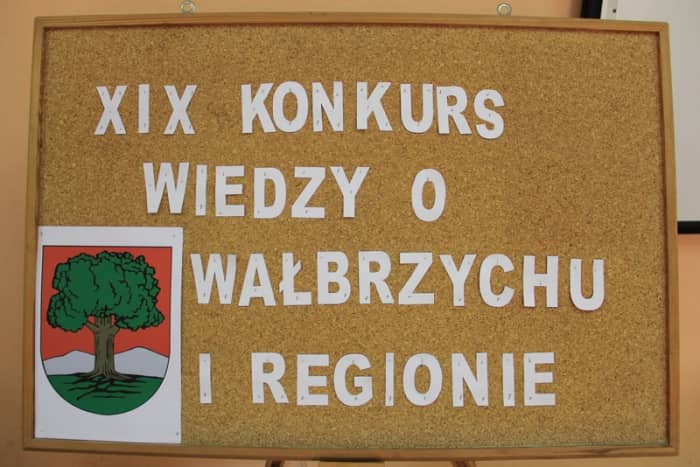 XIX KONKURS
WIEDZY O
WAŁBRZYCHU
I REGIONIE